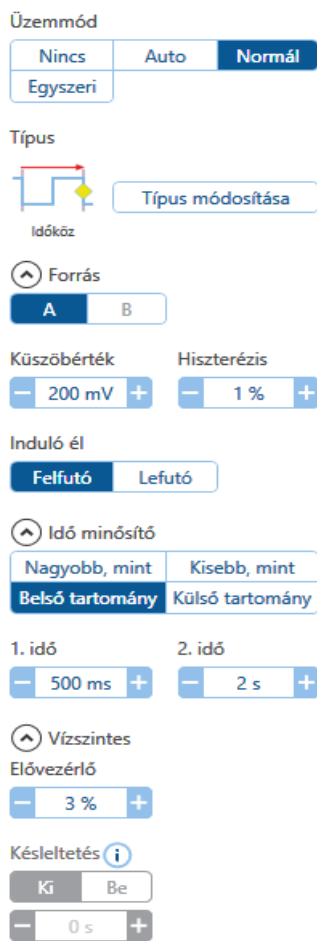 Üzemmód
Nincs Auto Normál
Egyszeri
Típus
Típus módosítása
Időköz
Forrás
A B
Küszöbérték Hiszterézis
− 200 mV + − 1 % +
Induló él
Felfutó Lefutó
Idő minősítő
Nagyobb, mint Kisebb, mint
Belső tartomány Külső tartomány
1. idő 2. idő
− 500 ms + − 2 s +
Vízszintes
Elővezérlő
− 3 % +
Késleltetés i
Ki Be
− 0 s +